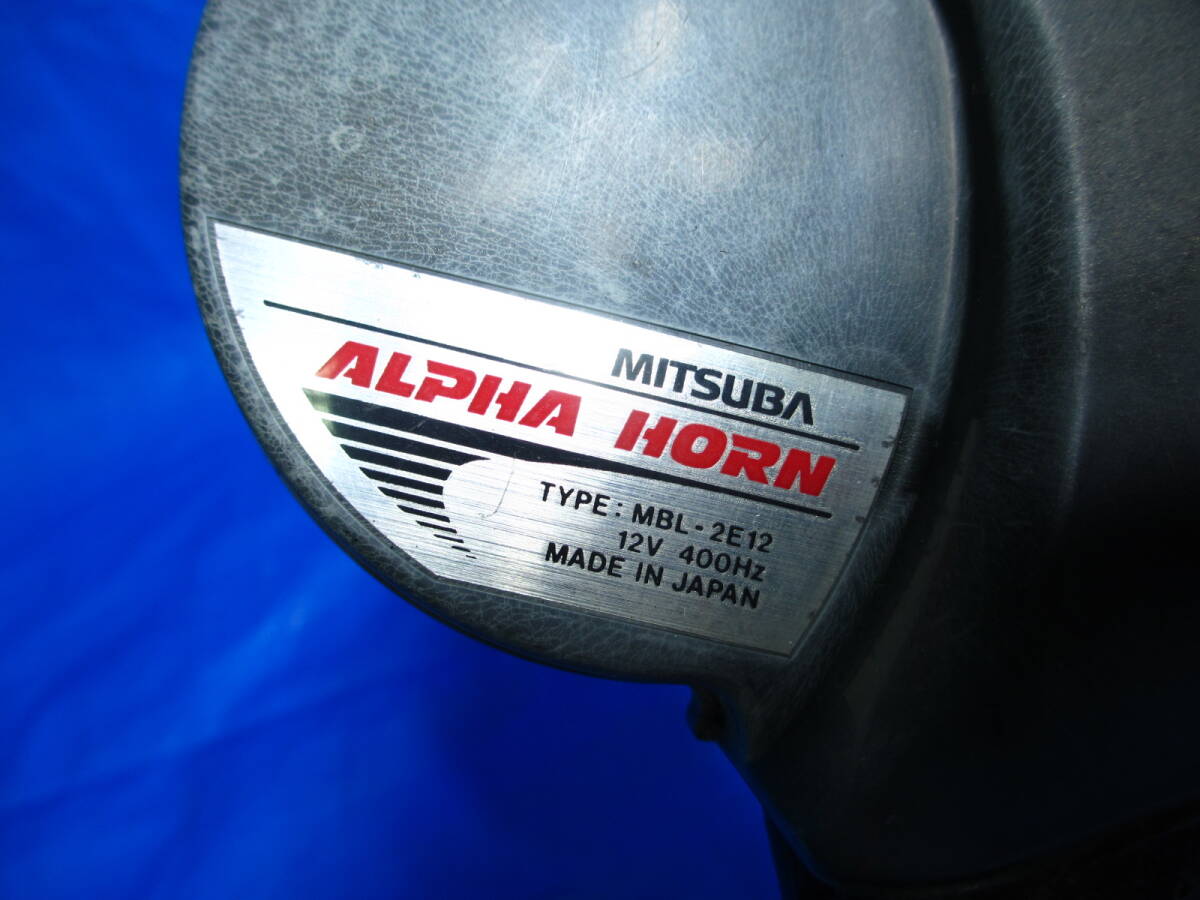 MITSUBA
ALPHA HORN
TYPE: MBL-2E12
12V 400Hz
MADE IN JAPAN